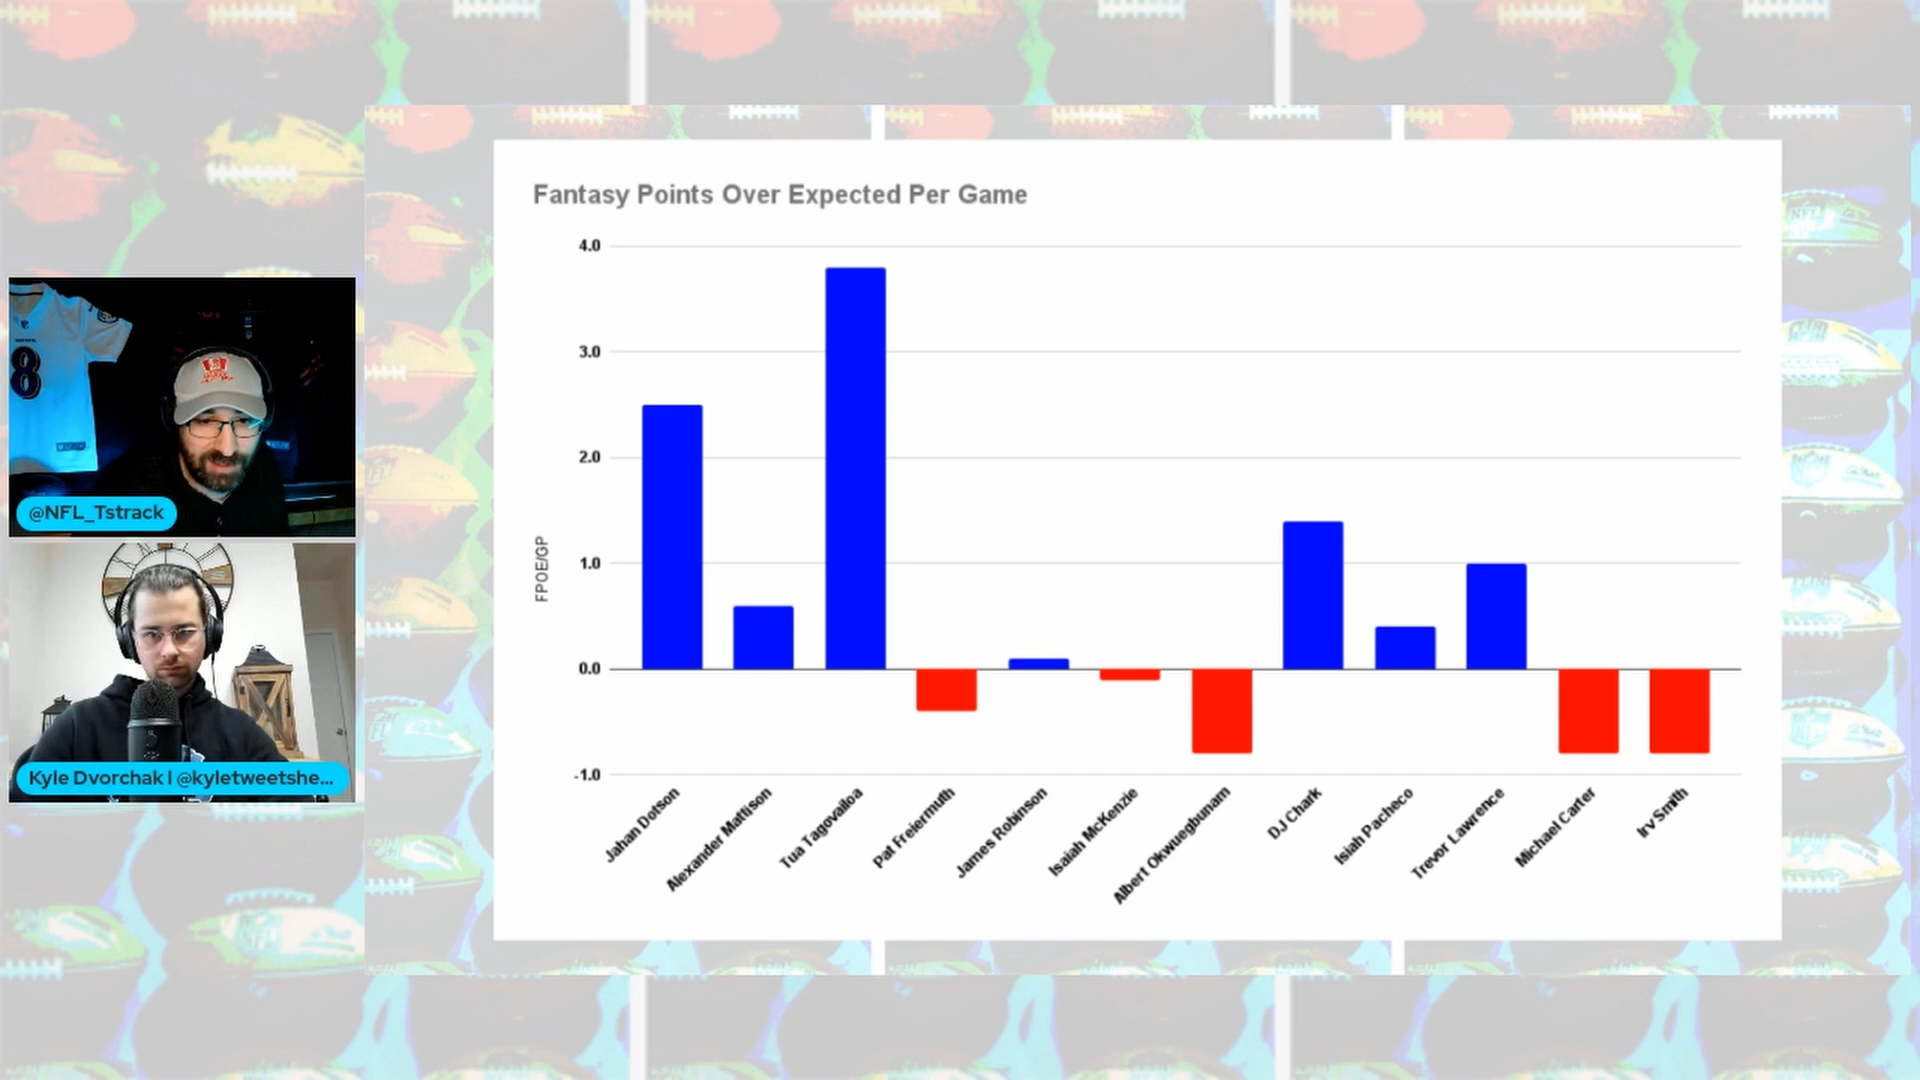 Fantasy Points Over Expected Per Game
4.0
3.0
2.0
1.0
0.0
-1.0
FPOE/GP
Jahan Dotson
Alexander Mattison
Tua Tagovailoa
Pat Freiermuth
James Robinson
Isaiah McKenzie
Albert Okwuegbunam
DJ Chark
Isiah Pacheco
Trevor Lawrence
Michael Carter
Irv Smith
8
@NFL_Tstrack
Kyle Dvorchak | @kyletweetshe...